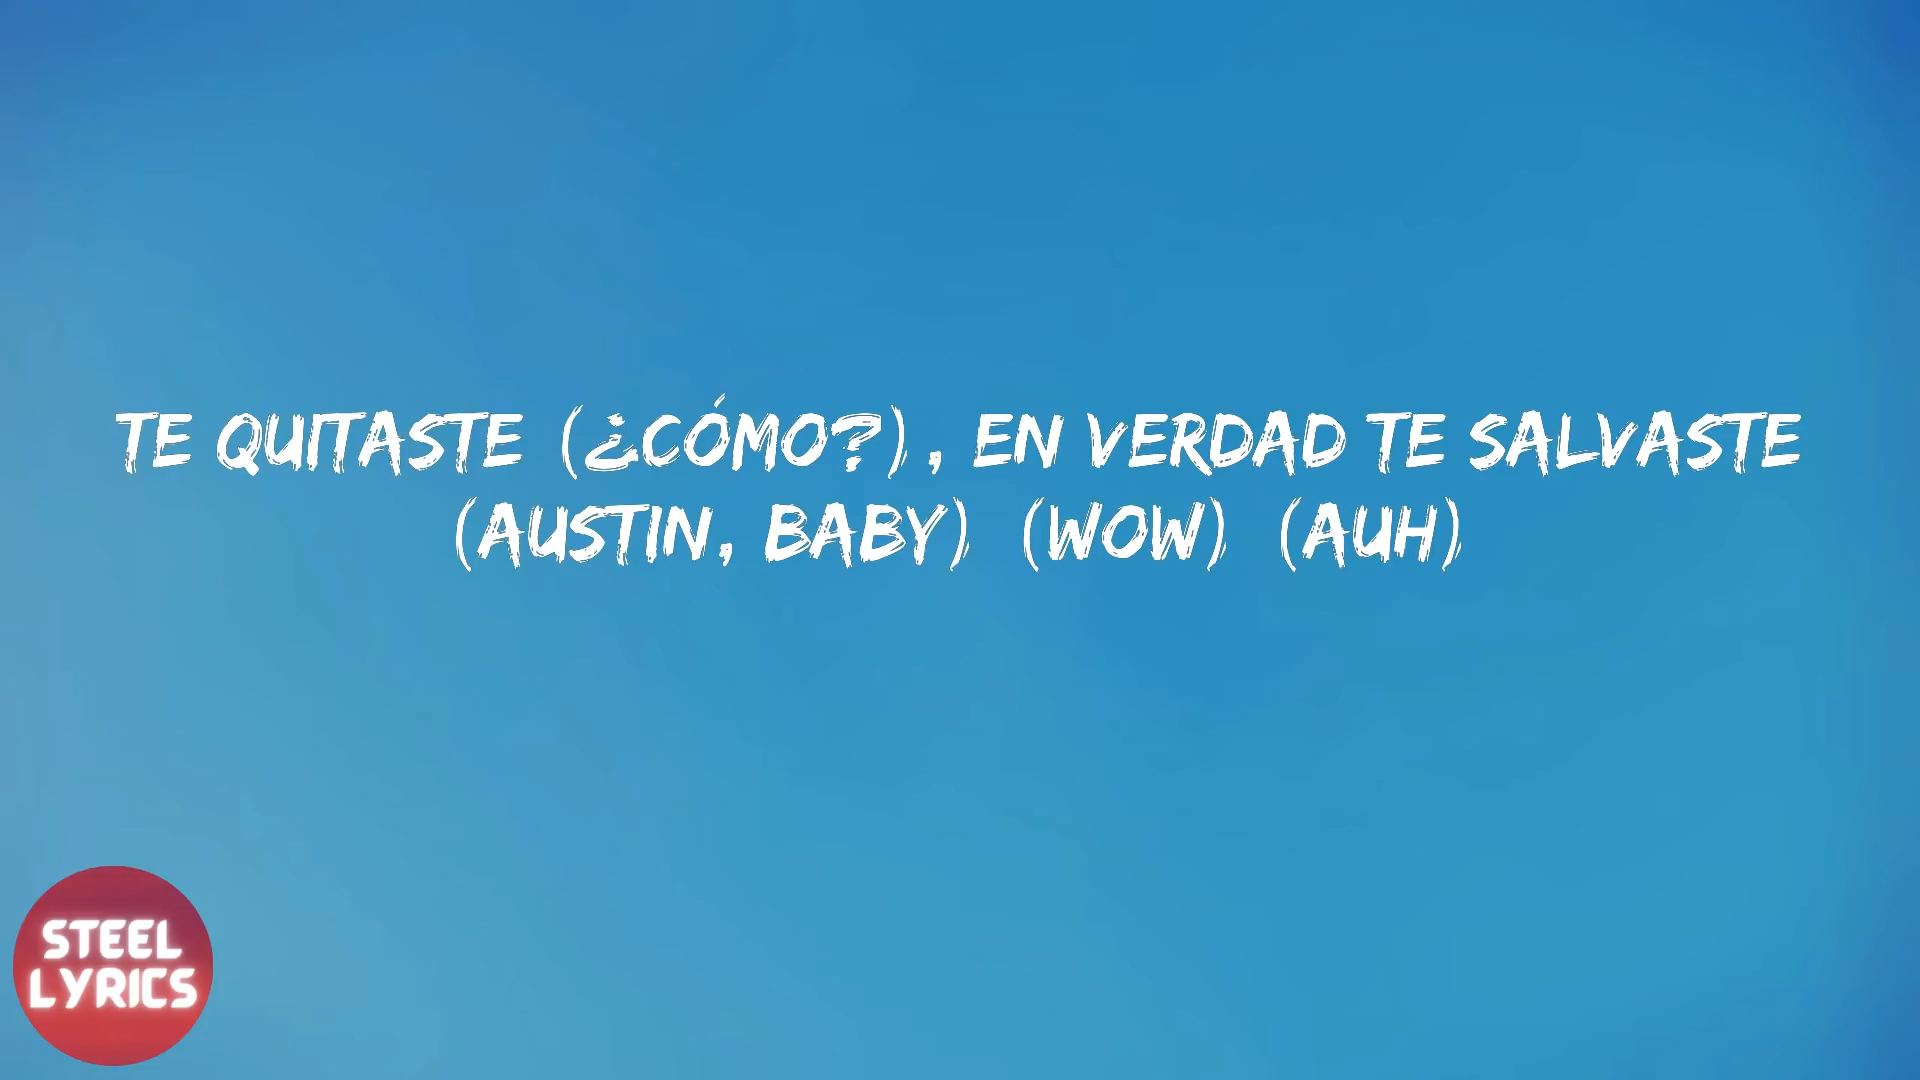 TE QUITASTE (¿CÓMO?), EN VERDAD TE SALVASTE
(AUSTIN, BABY) (WOW) (AUH)
STEEL
LYRICS